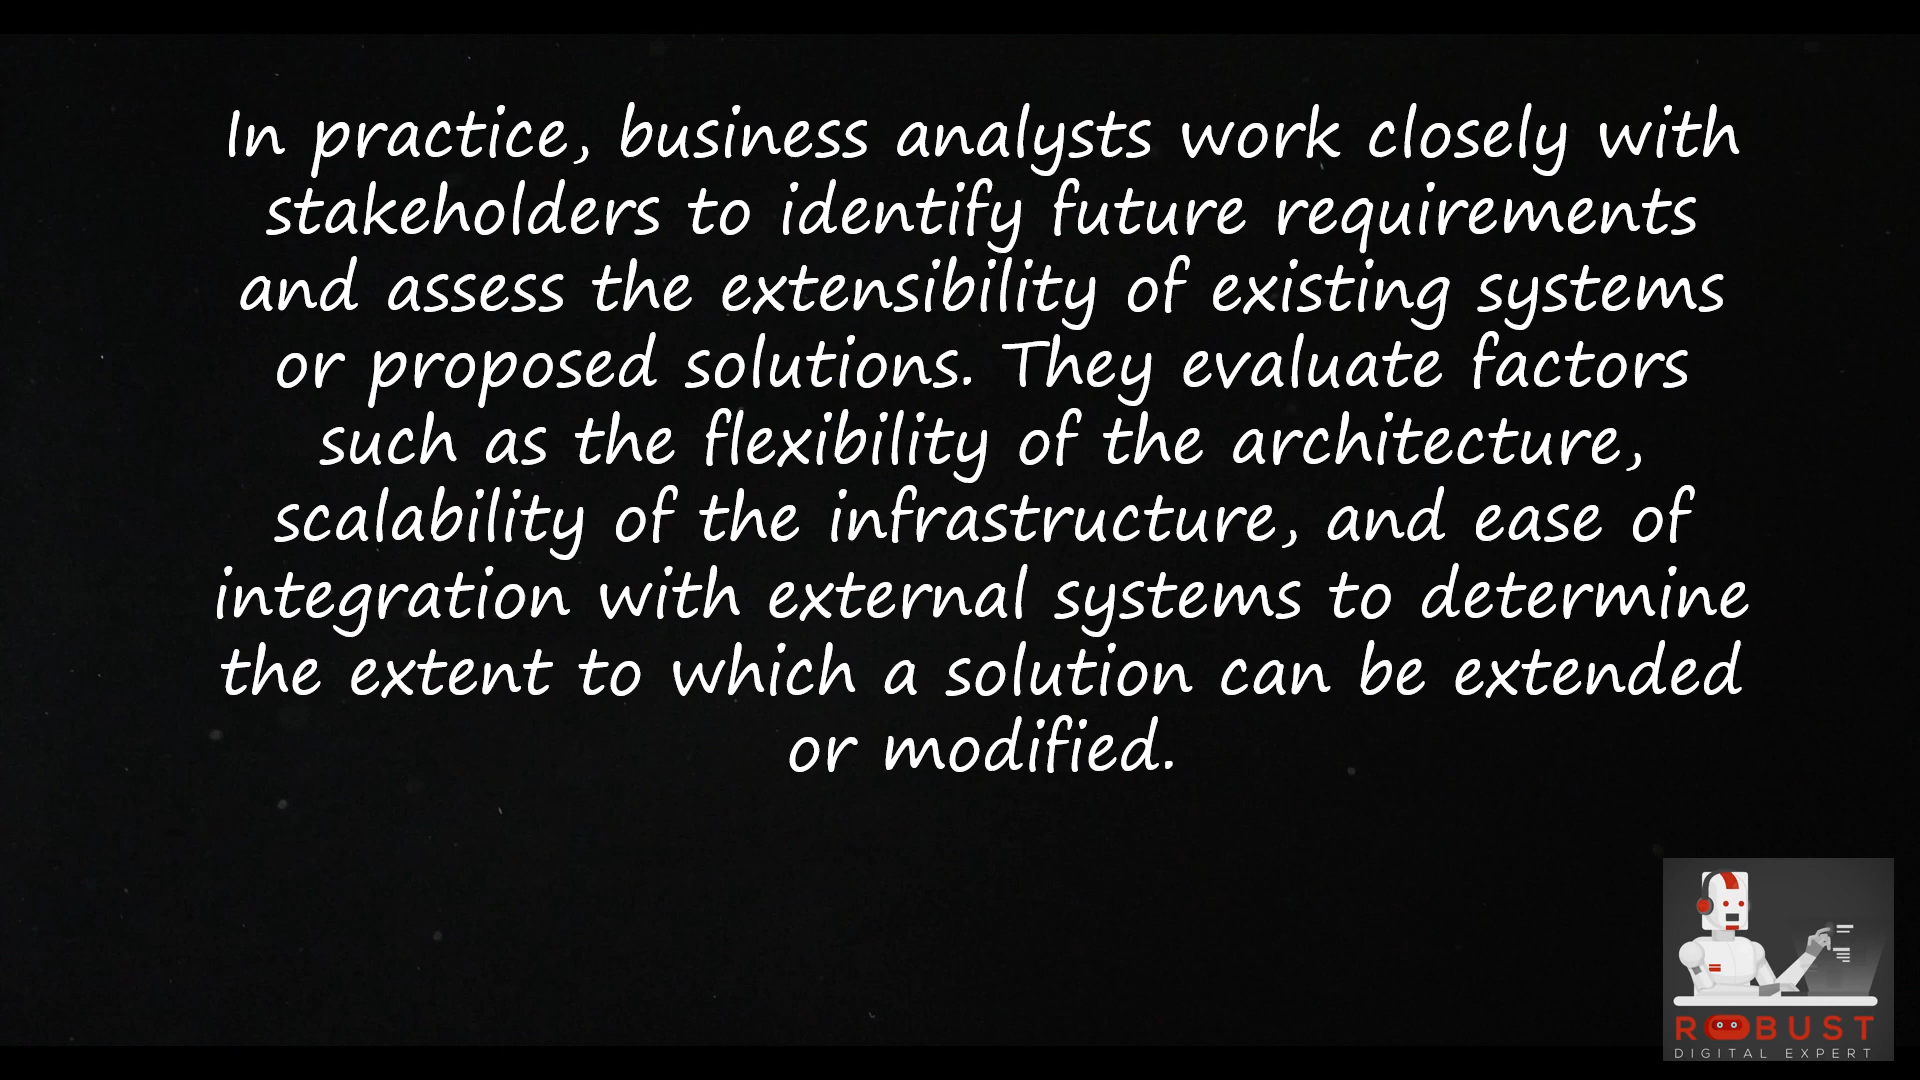 In practice, business analysts work closely with
stakeholders to identify future requirements
and assess the extensibility of existing systems
or proposed solutions. They evaluate factors
such as the flexibility of the architecture,
scalability of the infrastructure, and ease of
integration with external systems to determine
the extent to which a solution can be extended
or modified.
ROBUST
DIGITAL EXPERT